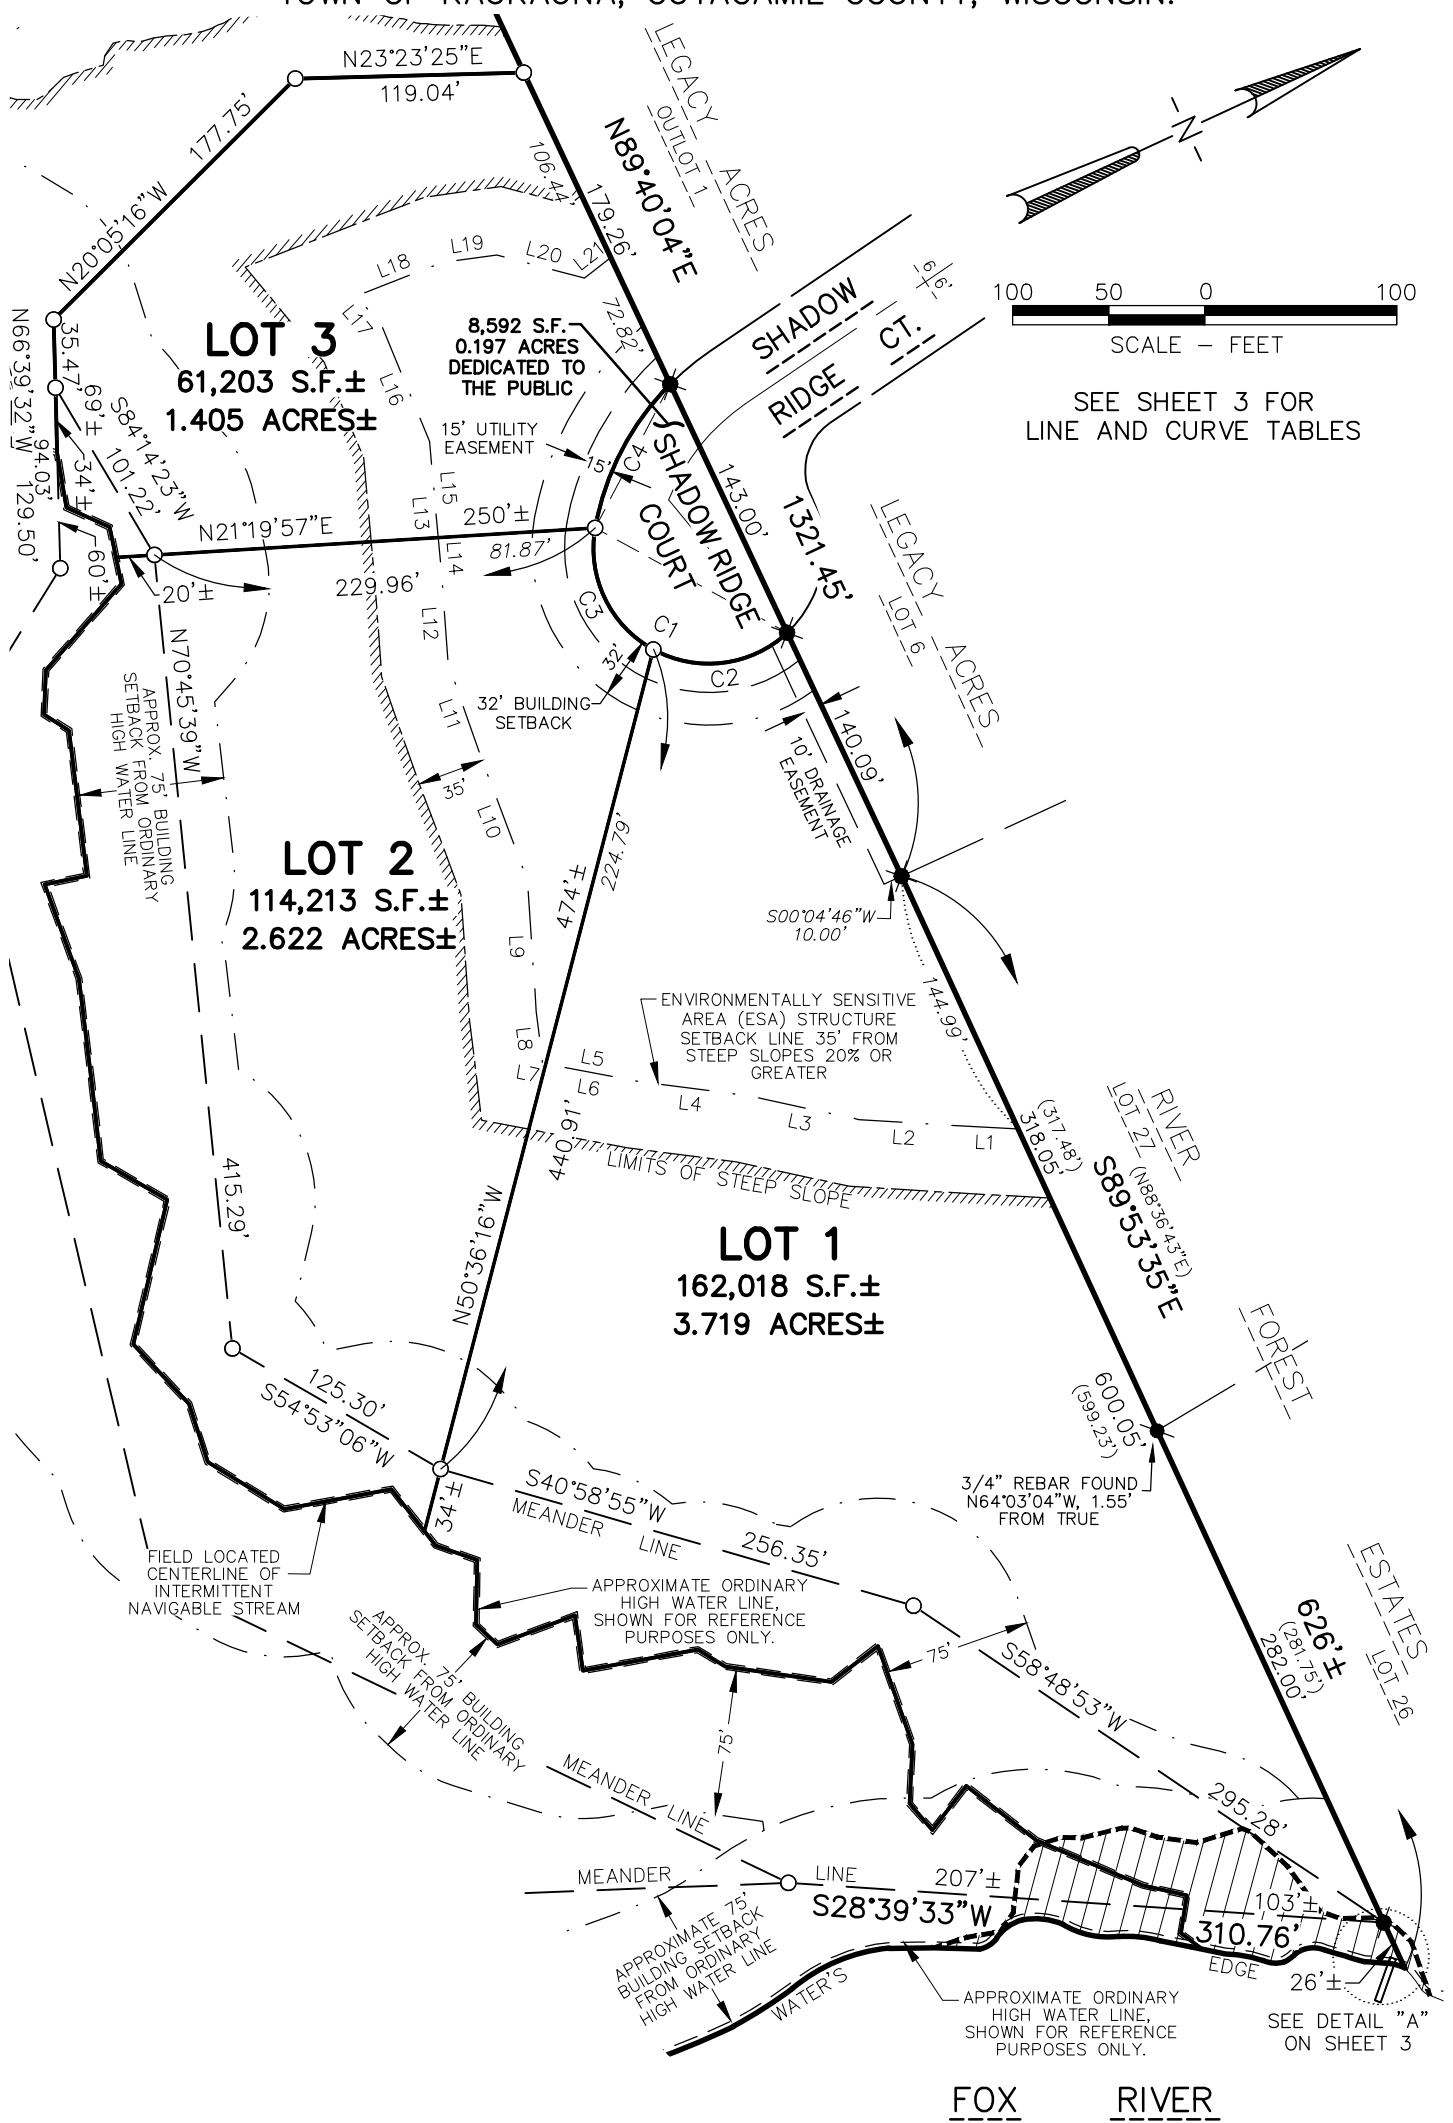 TOWN OF KAUKAUNA, OUTAGAMIE COUNTY, WISCONSIN.
N23°23'25"E
119.04'
177.75'
N20°05'16"W
LEGACY ACRES
OUTLOT 1
N89°40'04"E
106.44'
179.26'
72.82'
N
100 50 0 100
SCALE – FEET
SEE SHEET 3 FOR
LINE AND CURVE TABLES
SHADOW
RIDGE CT.
66'
L21
L20
L19
L18
L17
L16
L15
L14
L13
L12
L11
L10
L9
L8
L7
L5
L6
L4
L3
L2
L1
LOT 3
61,203 S.F.±
1.405 ACRES±
8,592 S.F.
0.197 ACRES
DEDICATED TO
THE PUBLIC
15' UTILITY
EASEMENT
15'
C4
SHADOW RIDGE
COURT
143.00'
1321.45'
N66°39'32"W 129.50'
35.47'
94.03'
69'±
34'±
S84°14'23"W
101.22'
60'±
20'±
N21°19'57"E
250'±
81.87'
229.96'
C3
C1
C2
32'
32' BUILDING
SETBACK
LEGACY ACRES
LOT 6
140.09'
10' DRAINAGE
EASEMENT
S00°04'46"W
10.00'
N70°45'39"W
415.29'
APPROX. 75' BUILDING
SETBACK FROM ORDINARY
HIGH WATER LINE
35'
LOT 2
114,213 S.F.±
2.622 ACRES±
474'±
224.79'
440.91'
N50°36'16"W
144.99'
ENVIRONMENTALLY SENSITIVE
AREA (ESA) STRUCTURE
SETBACK LINE 35' FROM
STEEP SLOPES 20% OR
GREATER
LIMITS OF STEEP SLOPE
(317.48')
318.05'
RIVER
LOT 27
(N88°36'43"E)
S89°53'35"E
FOREST
LOT 1
162,018 S.F.±
3.719 ACRES±
600.05'
(599.23')
3/4" REBAR FOUND
N64°03'04"W, 1.55'
FROM TRUE
125.30'
S54°53"06"W
34'±
S40°58'55"W
256.35'
MEANDER LINE
FIELD LOCATED
CENTERLINE OF
INTERMITTENT
NAVIGABLE STREAM
APPROXIMATE ORDINARY
HIGH WATER LINE,
SHOWN FOR REFERENCE
PURPOSES ONLY.
APPROX. 75' BUILDING
SETBACK FROM ORDINARY
HIGH WATER LINE
75'
75'
S58°48'53"W
295.28'
ESTATES
LOT 26
626'±
(281.75')
282.00'
MEANDER LINE
MEANDER LINE
207'±
S28°39'33"W
103'±
310.76'
APPROXIMATE 75'
BUILDING SETBACK
FROM ORDINARY
HIGH WATER LINE
WATER'S
EDGE
26'±
APPROXIMATE ORDINARY
HIGH WATER LINE,
SHOWN FOR REFERENCE
PURPOSES ONLY.
SEE DETAIL "A"
ON SHEET 3
FOX RIVER